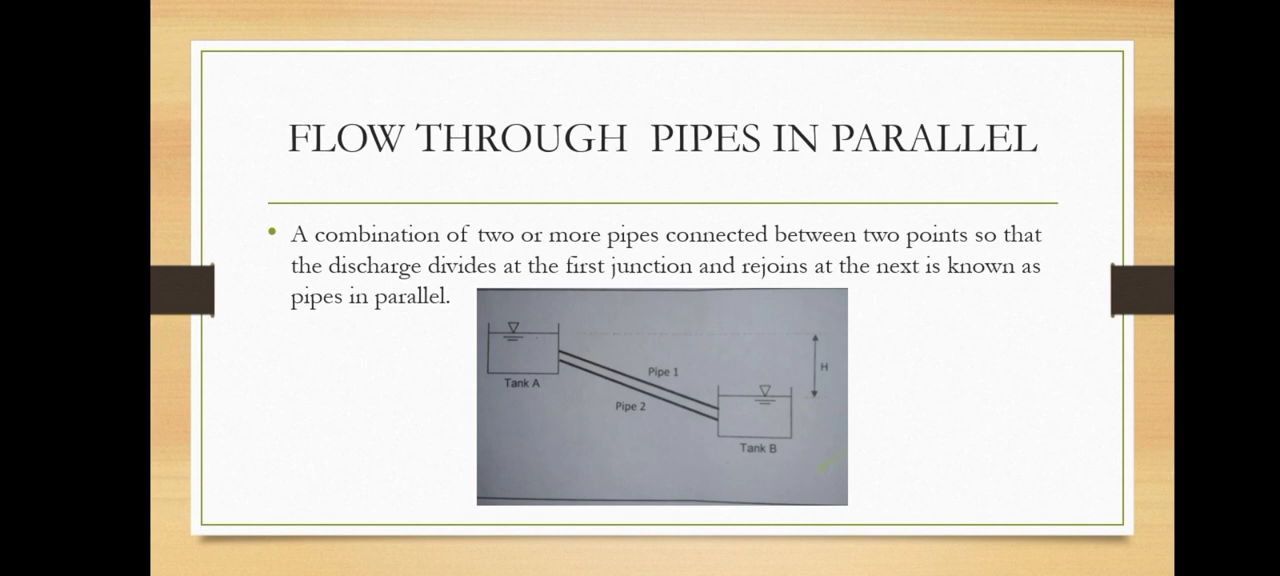 FLOW THROUGH PIPES IN PARALLEL
• A combination of two or more pipes connected between two points so that
the discharge divides at the first junction and rejoins at the next is known as
pipes in parallel.
Tank A
Pipe 1
H
Pipe 2
Tank B